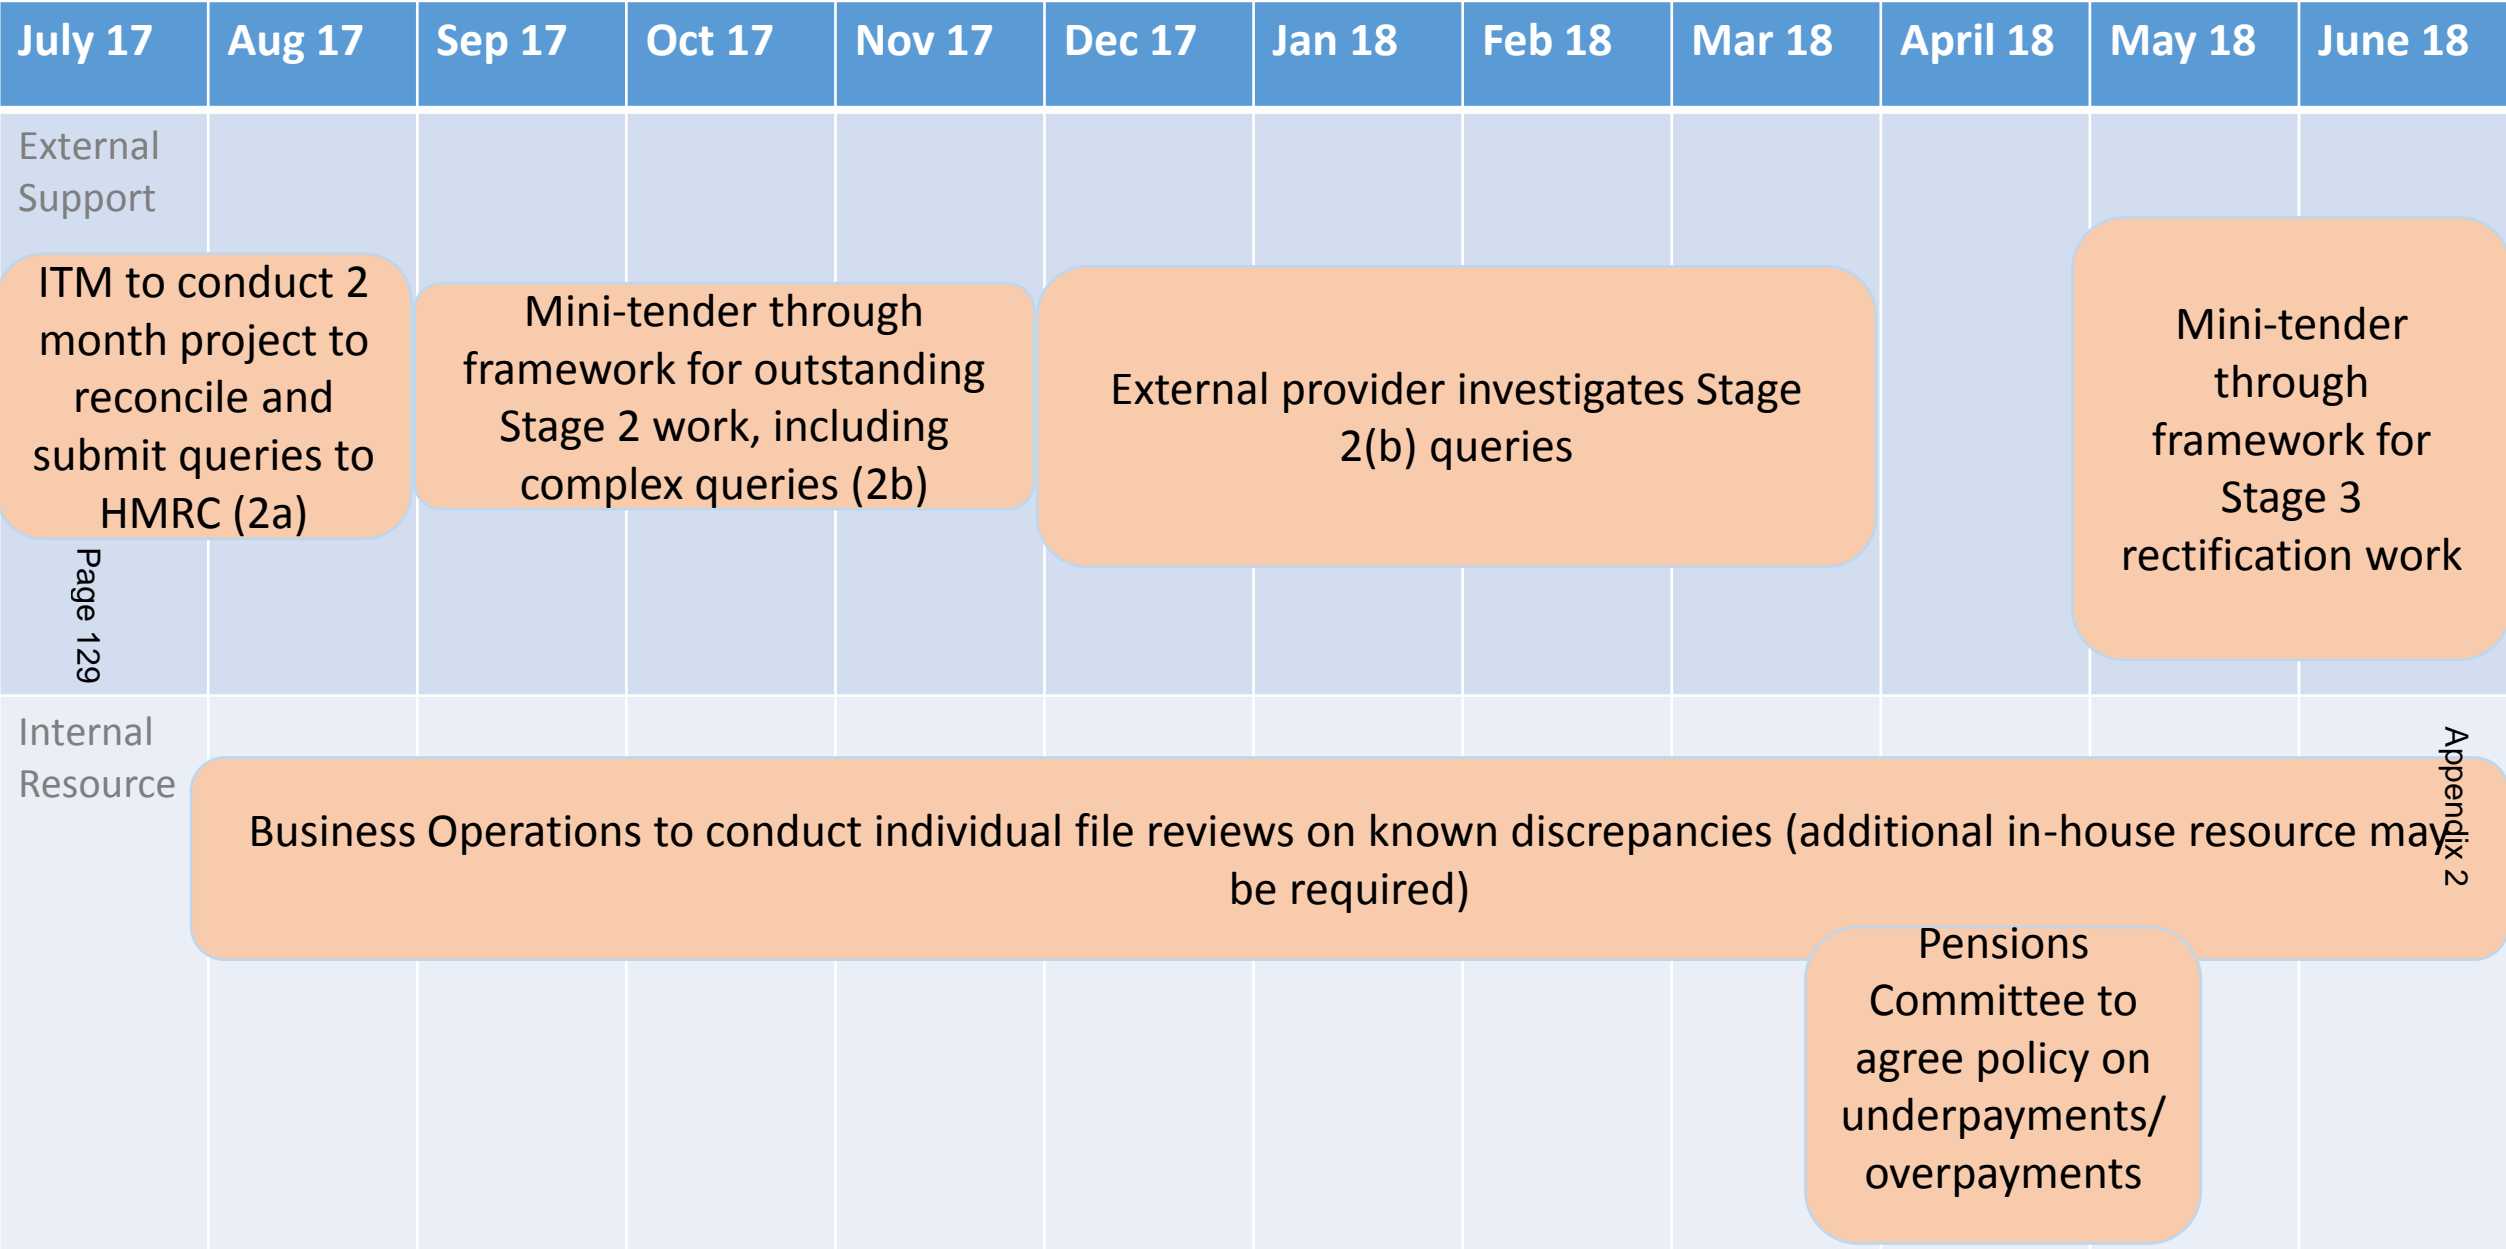 July 17 Aug 17 Sep 17 Oct 17 Nov 17 Dec 17 Jan 18 Feb 18 Mar 18 April 18 May 18 June 18
External
Support
ITM to conduct 2
month project to
reconcile and
submit queries to
HMRC (2a)
Mini-tender through
framework for outstanding
Stage 2 work, including
complex queries (2b)
External provider investigates Stage
2(b) queries
Mini-tender
through
framework for
Stage 3
rectification work
Page 129
Internal
Resource
Business Operations to conduct individual file reviews on known discrepancies (additional in-house resource may
be required)
Appendix 2
Pensions
Committee to
agree policy on
underpayments/
overpayments